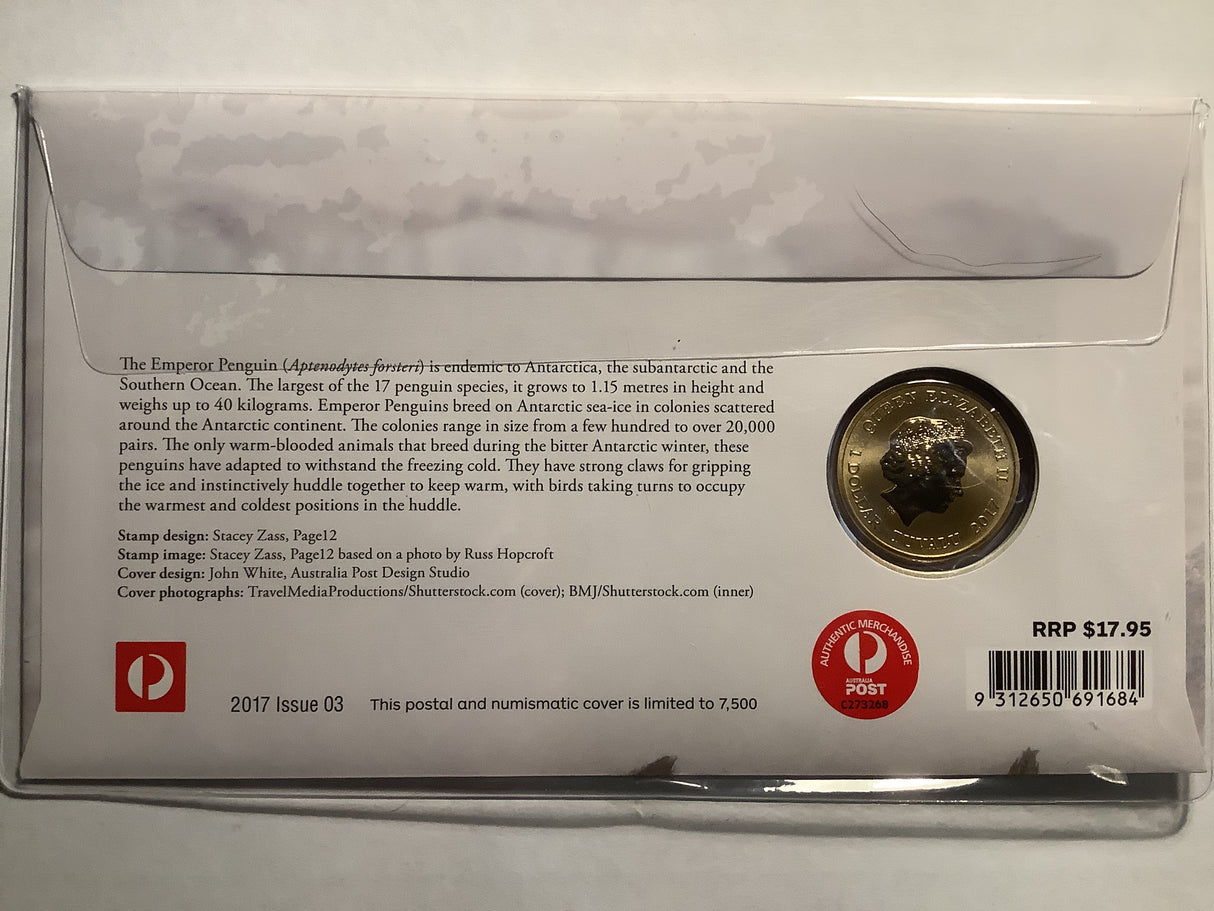 The Emperor Penguin (Aptenodytes forsteri) is endemic to Antarctica, the subantarctic and the
Southern Ocean. The largest of the 17 penguin species, it grows to 1.15 metres in height and
weighs up to 40 kilograms. Emperor Penguins breed on Antarctic sea-ice in colonies scattered
around the Antarctic continent. The colonies range in size from a few hundred to over 20,000
pairs. The only warm-blooded animals that breed during the bitter Antarctic winter, these
penguins have adapted to withstand the freezing cold. They have strong claws for gripping
the ice and instinctively huddle together to keep warm, with birds taking turns to occupy
the warmest and coldest positions in the huddle.
Stamp design: Stacey Zass, Page12
Stamp image: Stacey Zass, Page12 based on a photo by Russ Hopcroft
Cover design: John White, Australia Post Design Studio
Cover photographs: TravelMediaProductions/Shutterstock.com (cover); BMJ/Shutterstock.com (inner)
QUEEN ELIZABETH II
2017
TUVALU
1 DOLLAR
2017 Issue 03
This postal and numismatic cover is limited to 7,500
AUTHENTIC MERCHANDISE
AUSTRALIA
POST
C273268
RRP $17.95
9 312650 691684